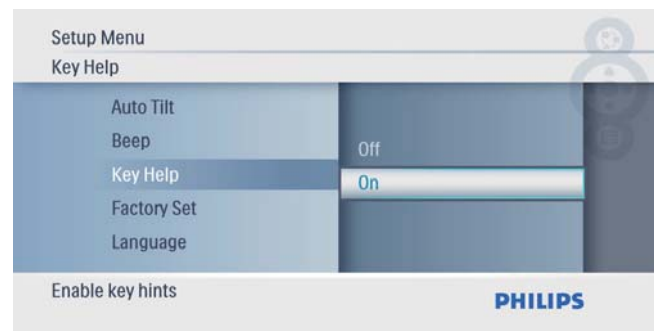 Setup Menu
Key Help
Auto Tilt
Beep
Key Help
Factory Set
Language
Off
On
Enable key hints
PHILIPS